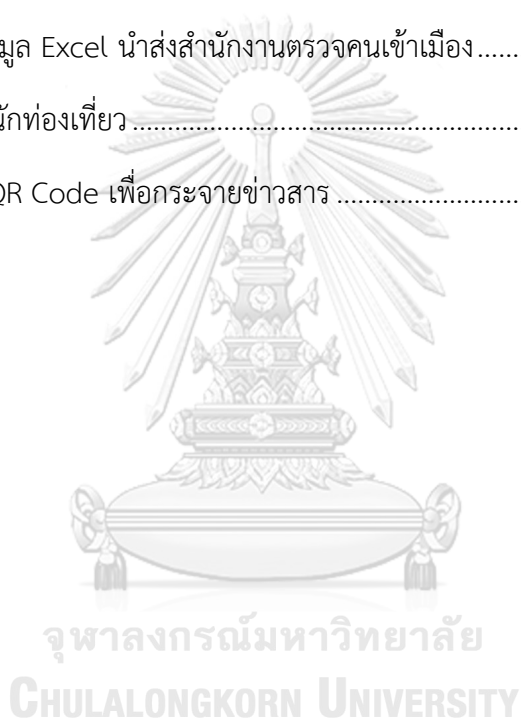 มูล Excel นำส่งสำนักงานตรวจคนเข้าเมือง......
นักท่องเที่ยว.......................................................
QR Code เพื่อกระจายข่าวสาร..........................
จุฬาลงกรณ์มหาวิทยาลัย
CHULALONGKORN UNIVERSITY